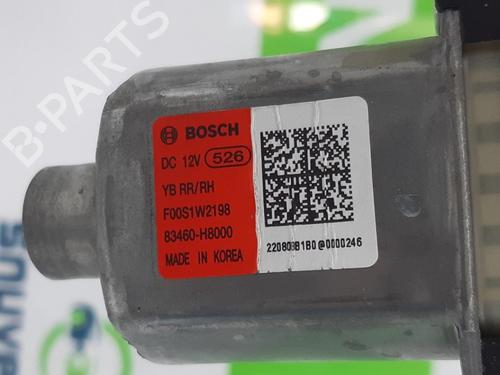 B-PARTS
BOSCH
DC 12V 526
YB RR/RH
F00S1W2198
83460-H8000
MADE IN KOREA
220808B1B0@0000246